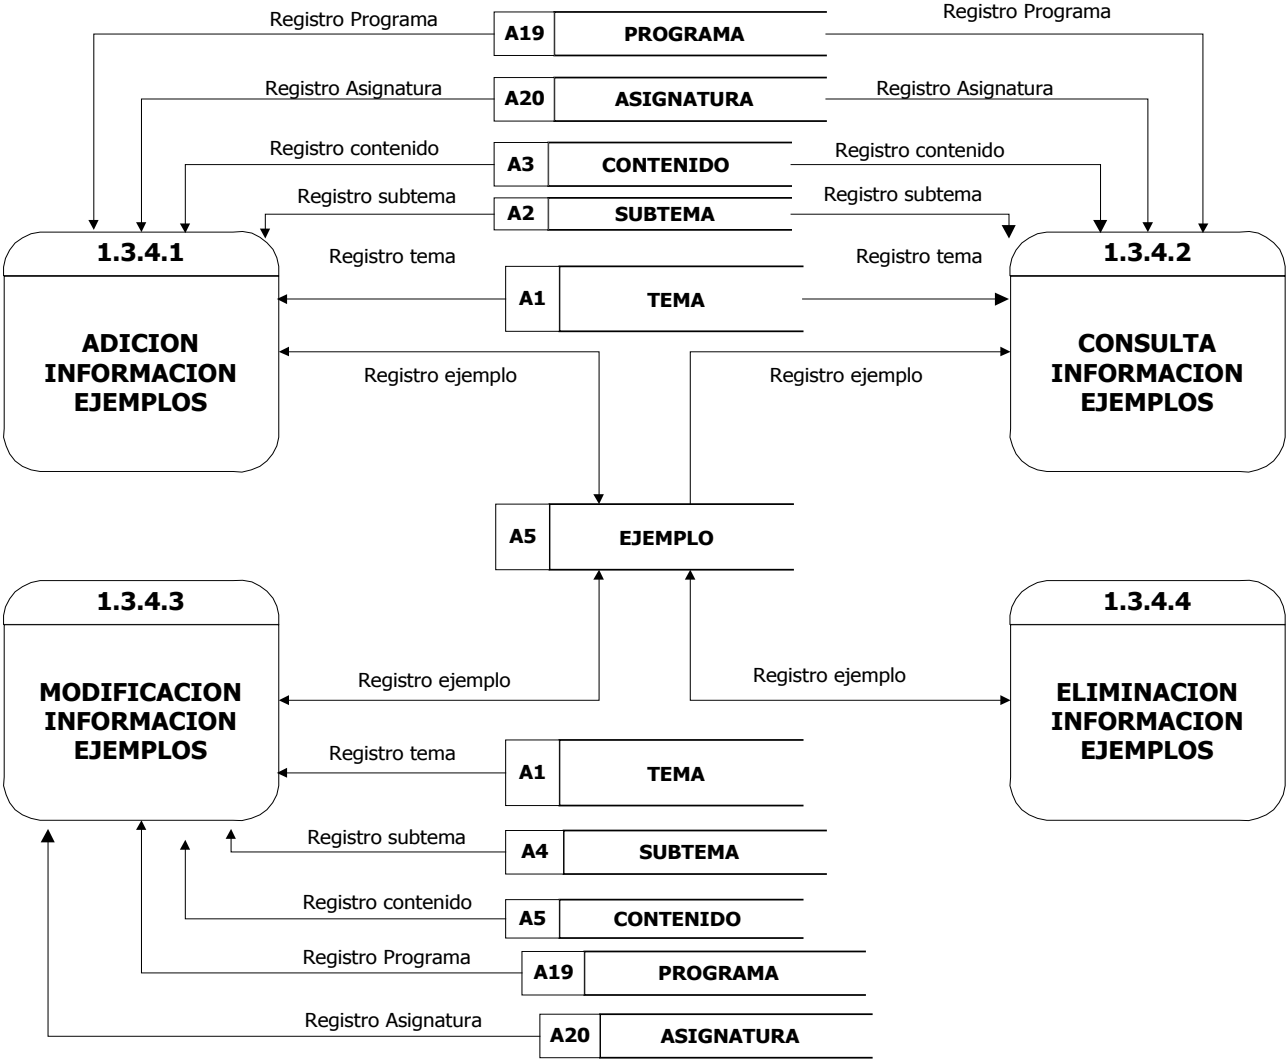 Registro Programa
A19 PROGRAMA
Registro Programa
Registro Asignatura
A20 ASIGNATURA
Registro Asignatura
Registro contenido
A3 CONTENIDO
Registro contenido
Registro subtema
A2 SUBTEMA
Registro subtema
1.3.4.1
Registro tema
A1 TEMA
Registro tema
1.3.4.2
ADICION
INFORMACION
EJEMPLOS
Registro ejemplo
Registro ejemplo
CONSULTA
INFORMACION
EJEMPLOS
A5 EJEMPLO
1.3.4.3
MODIFICACION
INFORMACION
EJEMPLOS
Registro ejemplo
Registro ejemplo
1.3.4.4
ELIMINACION
INFORMACION
EJEMPLOS
Registro tema
A1 TEMA
Registro subtema
A4 SUBTEMA
Registro contenido
A5 CONTENIDO
Registro Programa
A19 PROGRAMA
Registro Asignatura
A20 ASIGNATURA